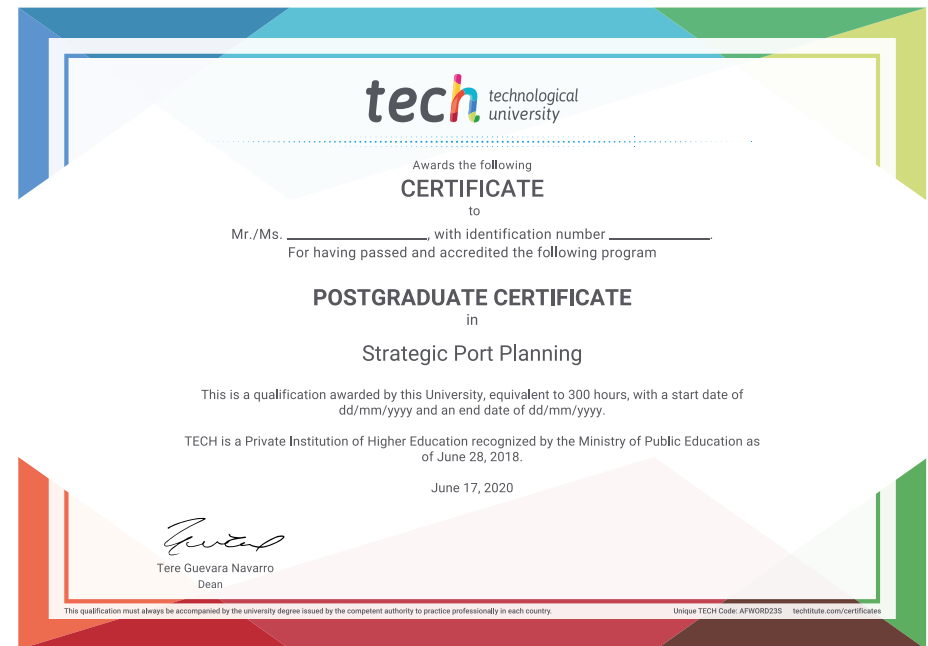 tech technological
university
Awards the following
CERTIFICATE
to
Mr./Ms. ____________________, with identification number ______________.
For having passed and accredited the following program
POSTGRADUATE CERTIFICATE
in
Strategic Port Planning
This is a qualification awarded by this University, equivalent to 300 hours, with a start date of
dd/mm/yyyy and an end date of dd/mm/yyyy.
TECH is a Private Institution of Higher Education recognized by the Ministry of Public Education as
of June 28, 2018.
June 17, 2020
Tere Guevara Navarro
Dean
This qualification must always be accompanied by the university degree issued by the competent authority to practice professionally in each country.
Unique TECH Code: AFWORD23S techtitute.com/certificates